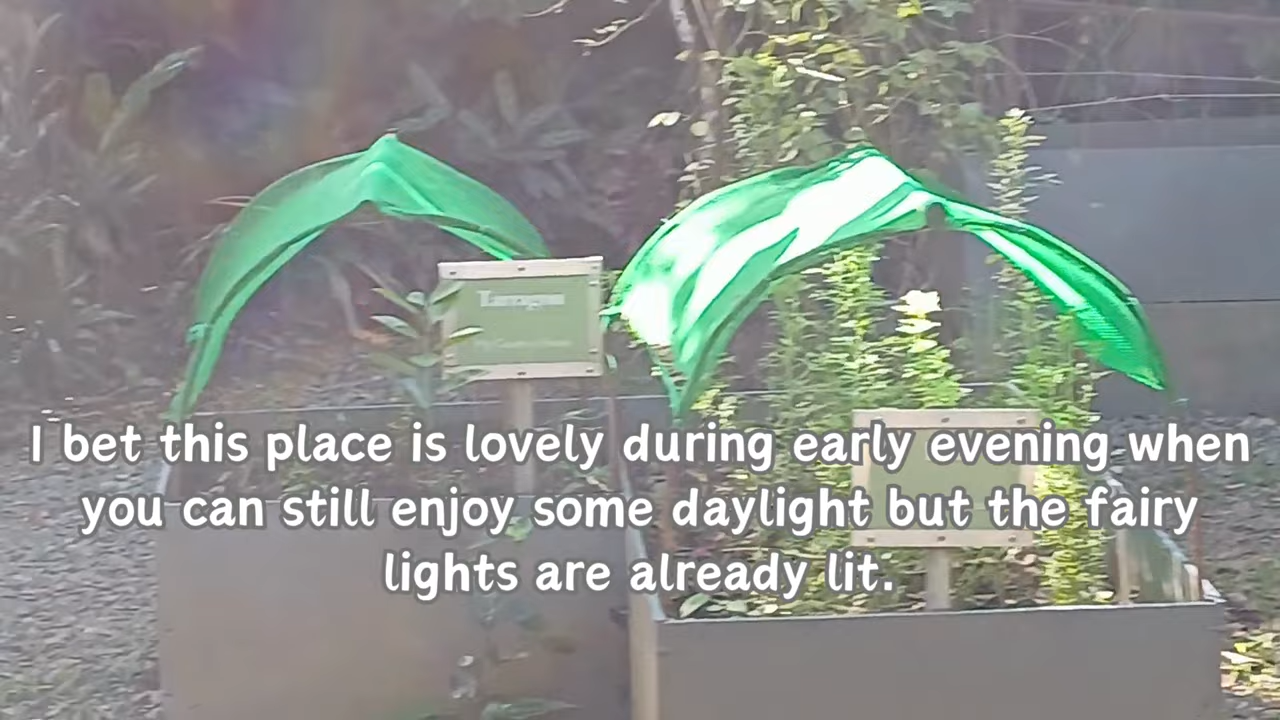 Tarragon
I bet this place is lovely during early evening when
you can still enjoy some daylight but the fairy
lights are already lit.